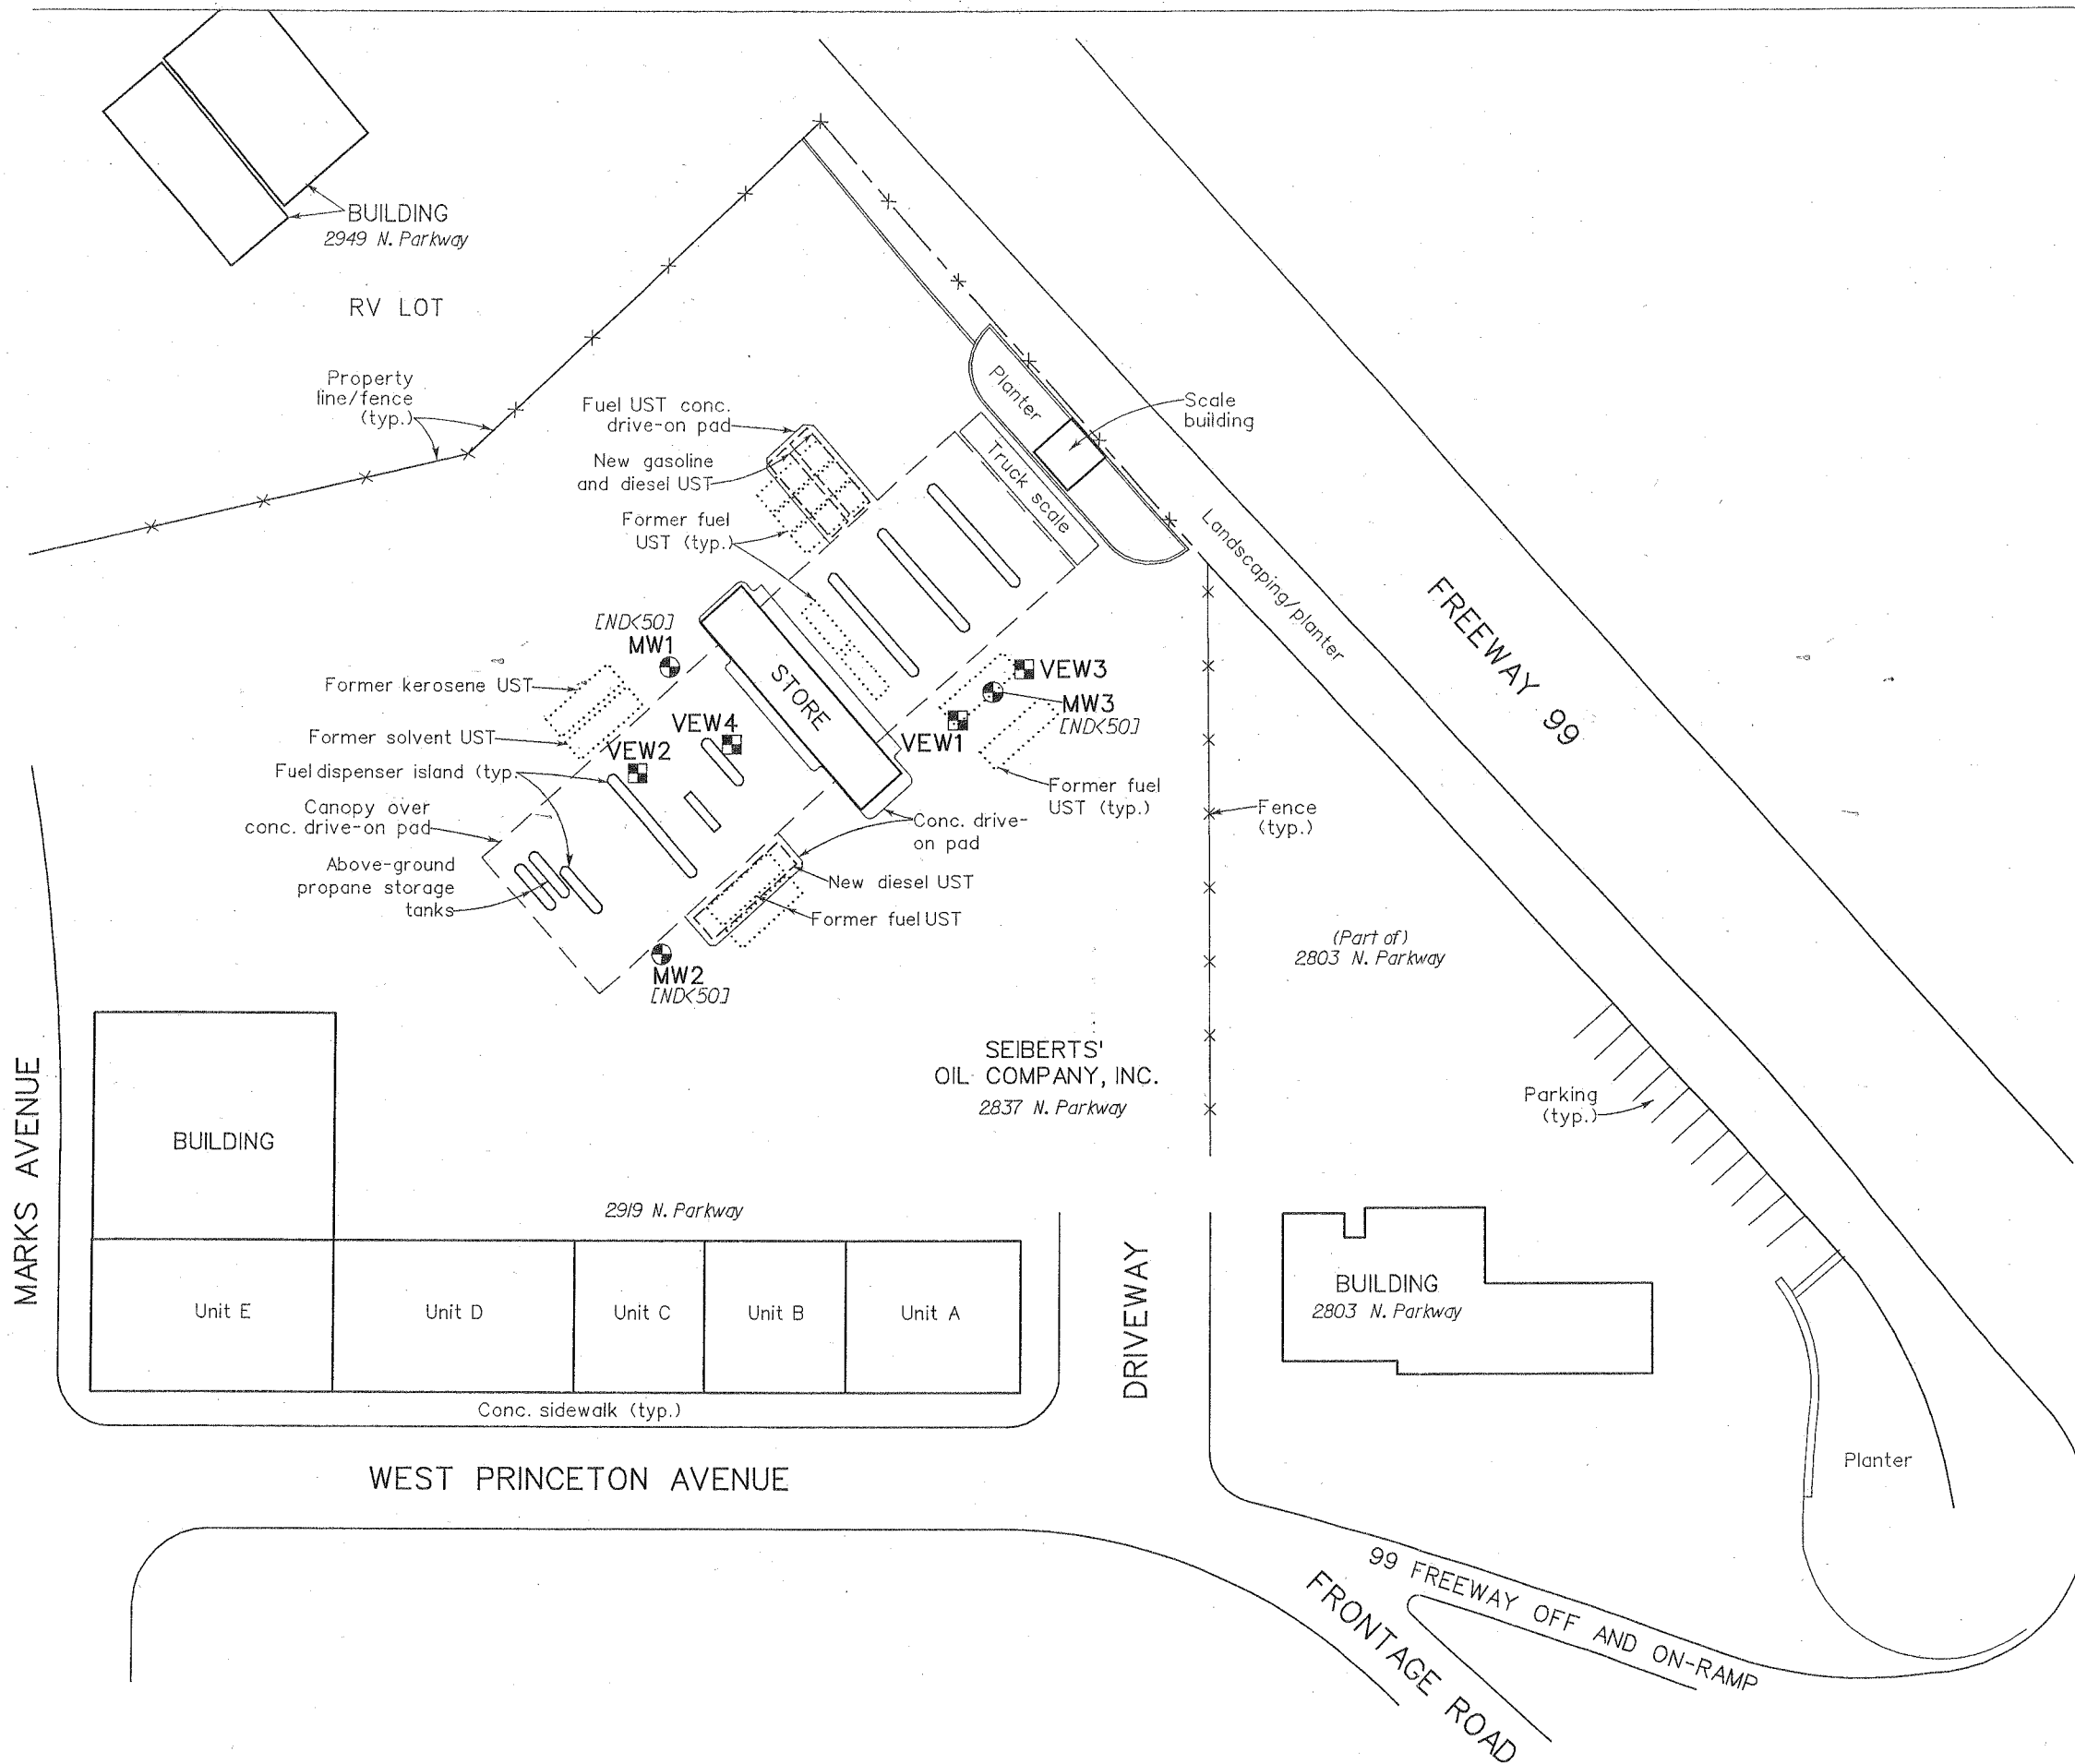 BUILDING
2949 N. Parkway
RV LOT
Property
line/fence
(typ.)
Fuel UST conc.
drive-on pad
New gasoline
and diesel UST
Former fuel
UST (typ.)
Planter
Scale
building
Truck scale
Landscaping/planter
FREEWAY 99
[ND<50]
MW1
Former kerosene UST
Former solvent UST
Fuel dispenser island (typ.
Canopy over
conc. drive-on pad
Above-ground
propane storage
tanks
VEW2
VEW4
STORE
VEW3
MW3
[ND<50]
VEW1
Former fuel
UST (typ.)
Fence
(typ.)
Conc. drive-
on pad
New diesel UST
Former fuel UST
MW2
[ND<50]
(Part of)
2803 N. Parkway
SEIBERTS'
OIL COMPANY, INC.
2837 N. Parkway
Parking
(typ.)
MARKS AVENUE
BUILDING
2919 N. Parkway
Unit E
Unit D
Unit C
Unit B
Unit A
DRIVEWAY
BUILDING
2803 N. Parkway
Conc. sidewalk (typ.)
Planter
WEST PRINCETON AVENUE
99 FREEWAY OFF AND ON-RAMP
FRONTAGE ROAD